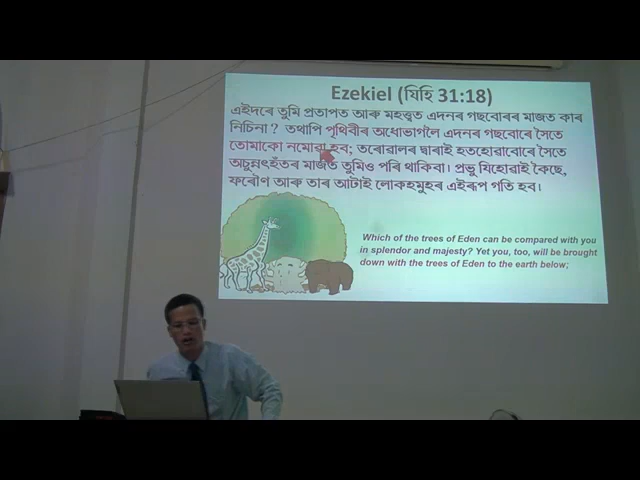 Ezekiel (যিহি 31:18)
এইদৰে তুমি প্ৰতাপত আৰু মহত্ত্বত এদনৰ গছবোৰৰ মাজত কাৰ
নিচিনা ? তথাপি পৃথিৱীৰ অধোভাগলৈ এদনৰ গছবোৰে সৈতে
তোমাকো নমোৱা হব; তৰোৱালৰ দ্বাৰাই হতহোৱাবোৰে সৈতে
অচুন্নৎহঁতৰ মাজত তুমিও পৰি থাকিবা। প্ৰভু যিহোৱাই কৈছে,
ফৰৌণ আৰু তাৰ আটাই লোকহমুহৰ এইৰূপ গতি হব।
Which of the trees of Eden can be compared with you
in splendor and majesty? Yet you, too, will be brought
down with the trees of Eden to the earth below;